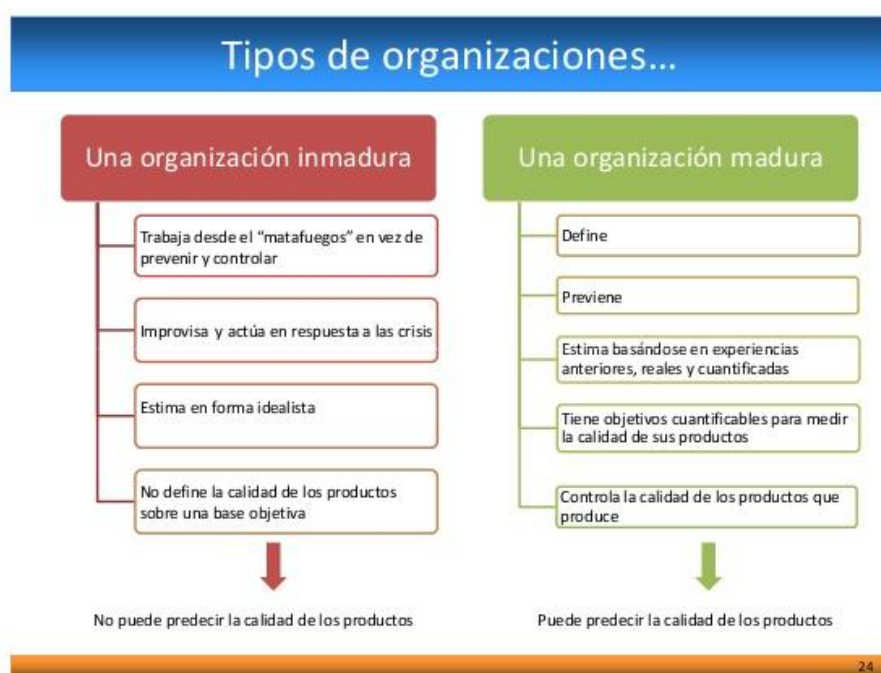 Tipos de organizaciones...
Una organización inmadura
Trabaja desde el “matafuegos” en vez de
prevenir y controlar
Improvisa y actúa en respuesta a las crisis
Estima en forma idealista
No define la calidad de los productos
sobre una base objetiva
No puede predecir la calidad de los productos
Una organización madura
Define
Previene
Estima basándose en experiencias
anteriores, reales y cuantificadas
Tiene objetivos cuantificables para medir
la calidad de sus productos
Controla la calidad de los productos que
produce
Puede predecir la calidad de los productos
24